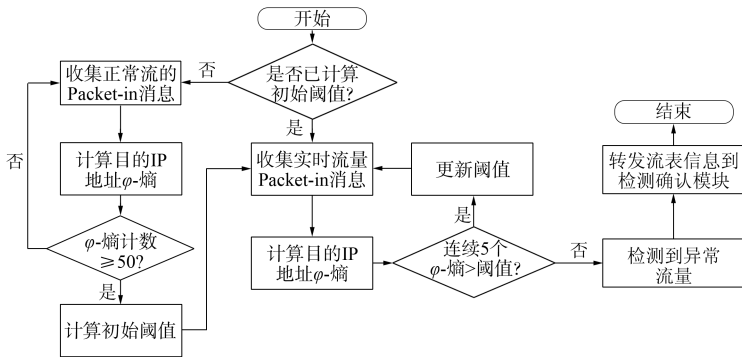 开始
是否已计算
初始阈值?
否
是
收集正常流的
Packet-in消息
计算目的IP
地址φ-熵
φ-熵计数
≥50?
否
是
计算初始阈值
收集实时流量
Packet-in消息
计算目的IP
地址φ-熵
连续5个
φ-熵>阈值?
是
更新阈值
否
检测到异常
流量
转发流表信息到
检测确认模块
结束